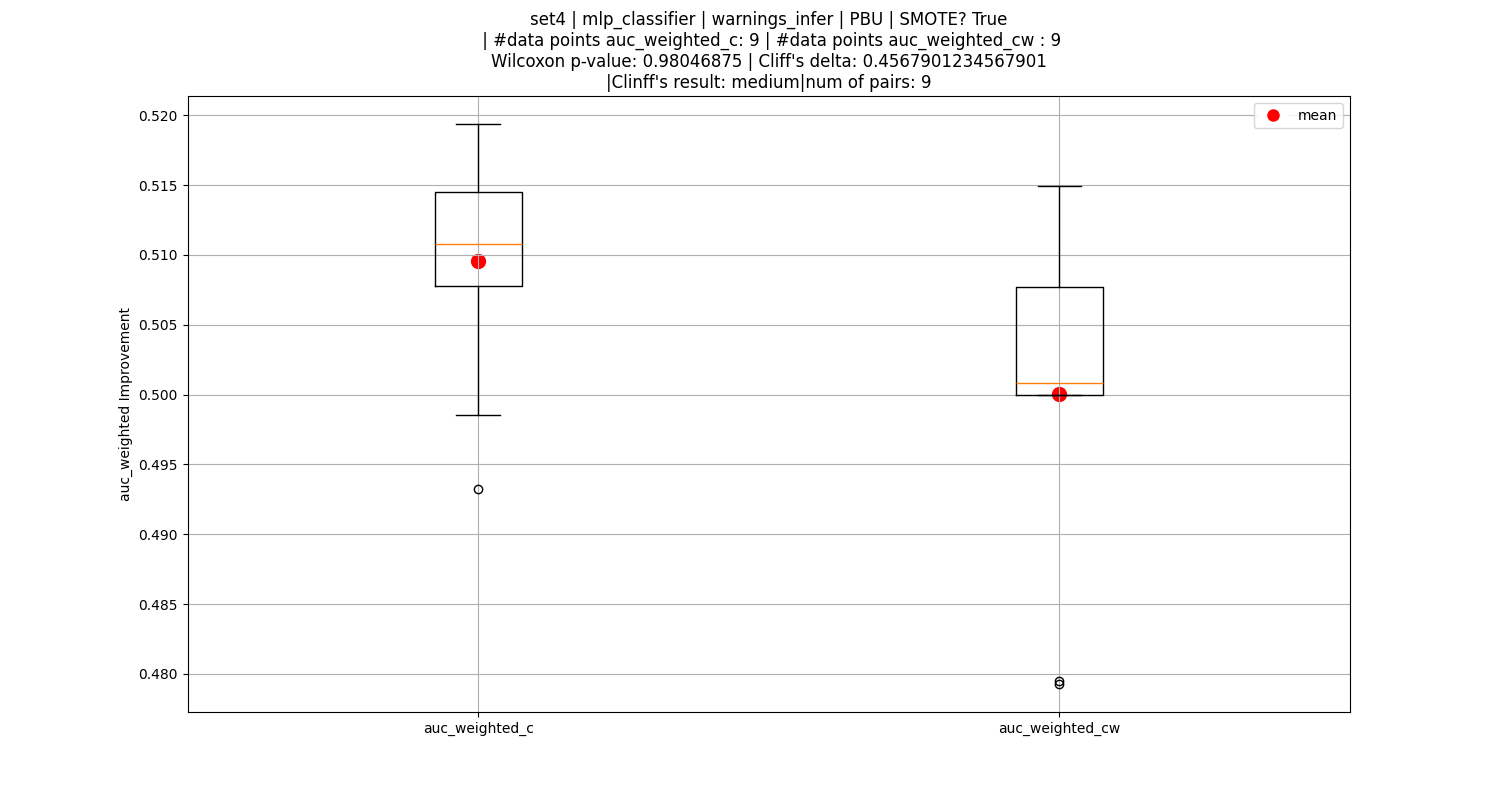 set4 | mlp_classifier | warnings_infer | PBU | SMOTE? True
| #data points auc_weighted_c: 9 | #data points auc_weighted_cw : 9
Wilcoxon p-value: 0.98046875 | Cliff's delta: 0.4567901234567901
|Clinff's result: medium|num of pairs: 9
mean
auc_weighted Improvement
0.520
0.515
0.510
0.505
0.500
0.495
0.490
0.485
0.480
auc_weighted_c
auc_weighted_cw